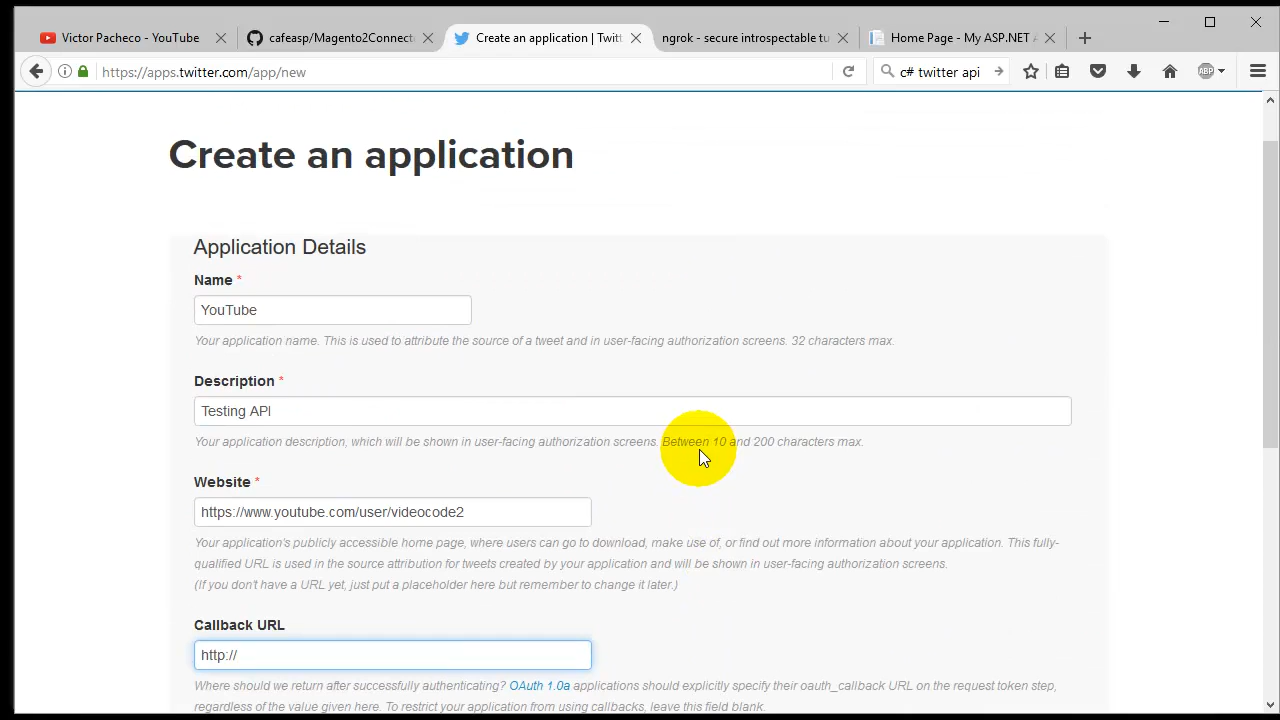 Victor Pacheco - YouTube
cafeasp/Magento2Connect
Create an application | Twitt
ngrok - secure introspectable tu
Home Page - My ASP.NET A
https://apps.twitter.com/app/new
c# twitter api
ABP
Create an application
Application Details
Name *
YouTube
Your application name. This is used to attribute the source of a tweet and in user-facing authorization screens. 32 characters max.
Description *
Testing API
Your application description, which will be shown in user-facing authorization screens. Between 10 and 200 characters max.
Website *
https://www.youtube.com/user/videocode2
Your application's publicly accessible home page, where users can go to download, make use of, or find out more information about your application. This fully-
qualified URL is used in the source attribution for tweets created by your application and will be shown in user-facing authorization screens.
(If you don't have a URL yet, just put a placeholder here but remember to change it later.)
Callback URL
http://
Where should we return after successfully authenticating? OAuth 1.0a applications should explicitly specify their oauth_callback URL on the request token step,
regardless of the value given here. To restrict your application from using callbacks, leave this field blank.